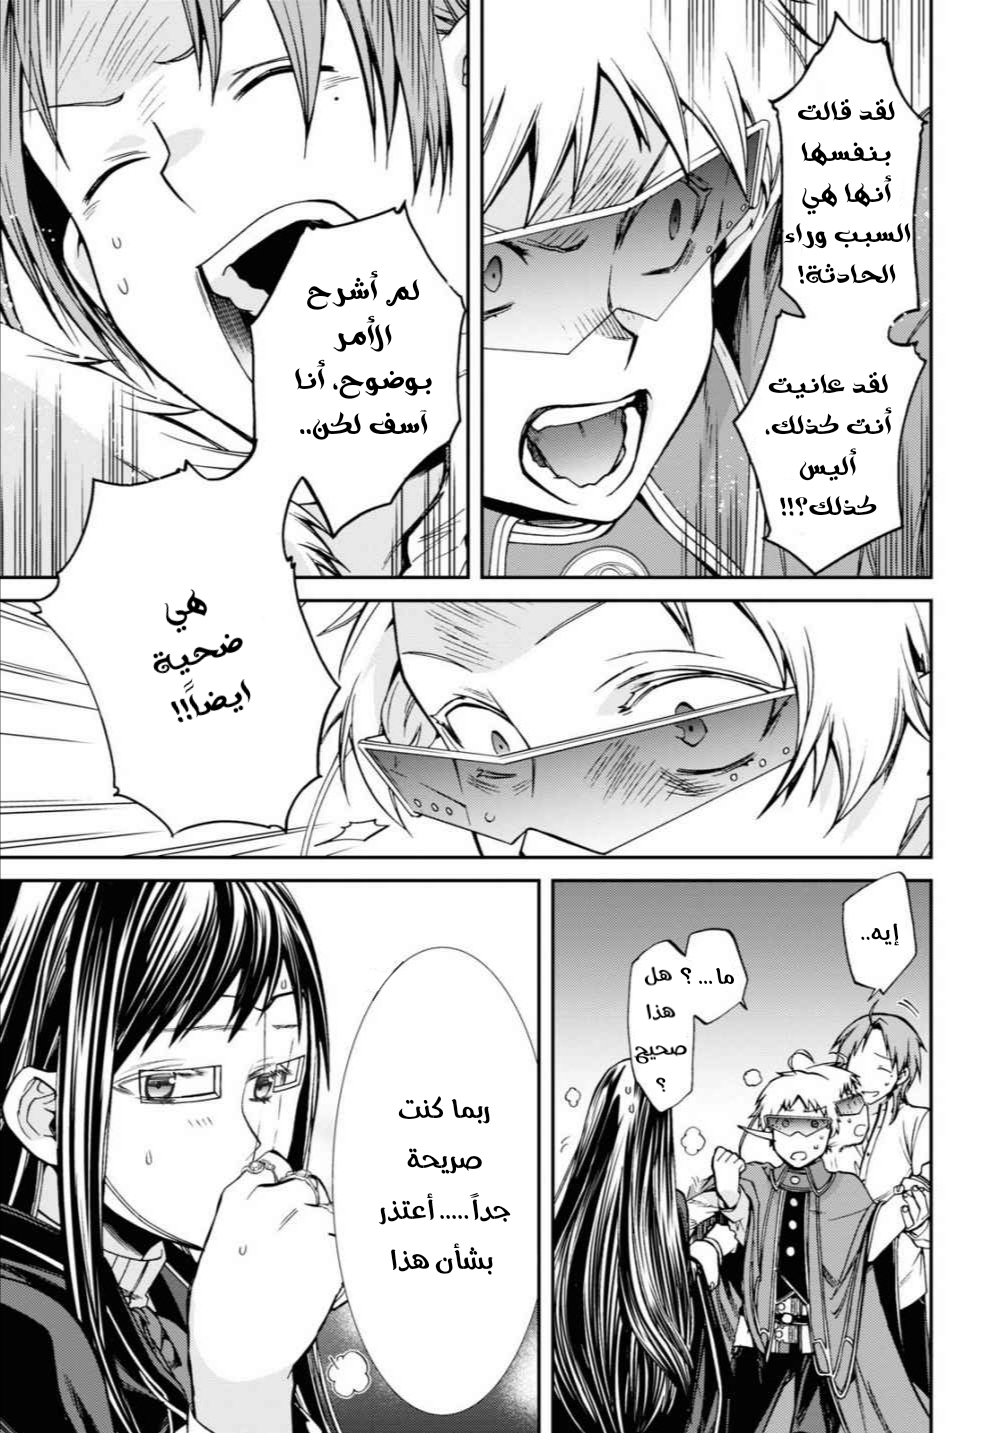 لقد قالت
بنفسها
أنها هي
السبب وراء
الحادثة!
لقد عانيت
أنت كذلك،
أليس
كذلك؟!!
لم أشرح
الأمر
بوضوح، أنا
آسف لكن..
هي
ضحية
ايضاً!!
إيه..
ما...؟ هل
هذا
صحيح
؟
ربما كنت
صريحة
جداً.....أعتذر
بشأن هذا